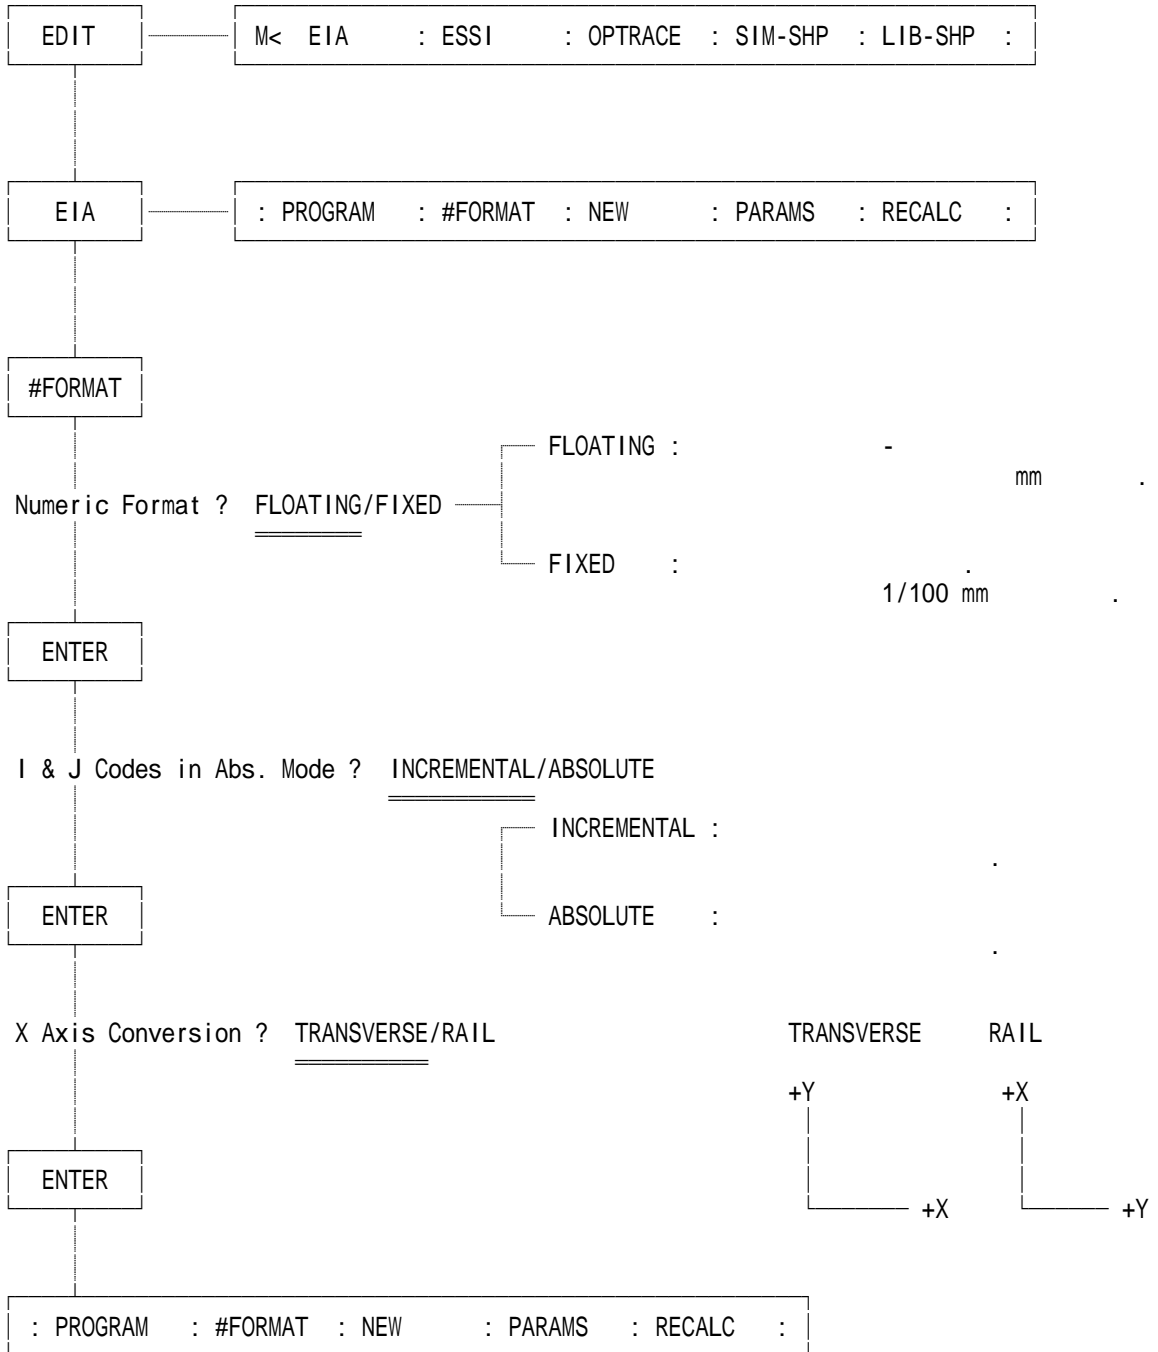 EDIT M< EIA : ESSI : OPTRACE : SIM-SHP : LIB-SHP :
EIA : PROGRAM : #FORMAT : NEW : PARAMS : RECALC :
#FORMAT
FLOATING : -
mm .
Numeric Format ? FLOATING/FIXED
FIXED : .
1/100 mm .
ENTER
I & J Codes in Abs. Mode ? INCREMENTAL/ABSOLUTE
INCREMENTAL :
.
ENTER ABSOLUTE :
.
X Axis Conversion ? TRANSVERSE/RAIL TRANSVERSE RAIL
+Y +X
ENTER
+X +Y
: PROGRAM : #FORMAT : NEW : PARAMS : RECALC :